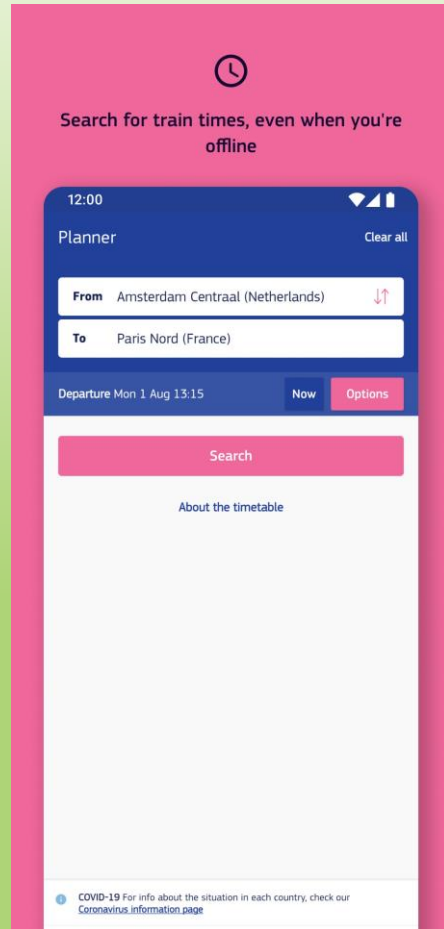 Search for train times, even when you're
offline
12:00
Planner
Clear all
From Amsterdam Centraal (Netherlands)
To Paris Nord (France)
Departure Mon 1 Aug 13:15
Now
Options
Search
About the timetable
COVID-19 For info about the situation in each country, check our
Coronavirus information page